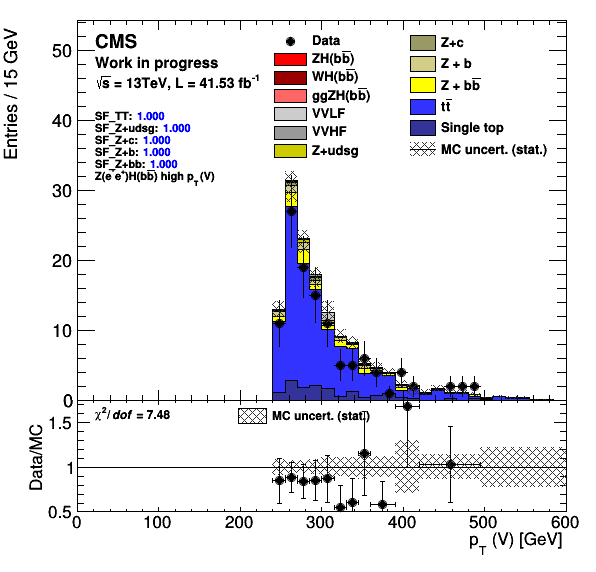 CMS
Work in progress
√s = 13TeV, L = 41.53 fb⁻¹
SF_TT: 1.000
SF_Z+udsg: 1.000
SF_Z+c: 1.000
SF_Z+b: 1.000
SF_Z+bb: 1.000
Z(e⁻e⁺)H(bb̅) high p_T (V)
Data
ZH(bb̅)
WH(bb̅)
ggZH(bb̅)
VVLF
VVHF
Z+udsg
Z+c
Z + b
Z + bb̅
tt̅
Single top
MC uncert. (stat.)
Entries / 15 GeV
50
40
30
20
10
0
χ²/dof = 7.48
MC uncert. (stat.)
Data/MC
1.5
1
0.5
0 100 200 300 400 500 600
p_T (V) [GeV]